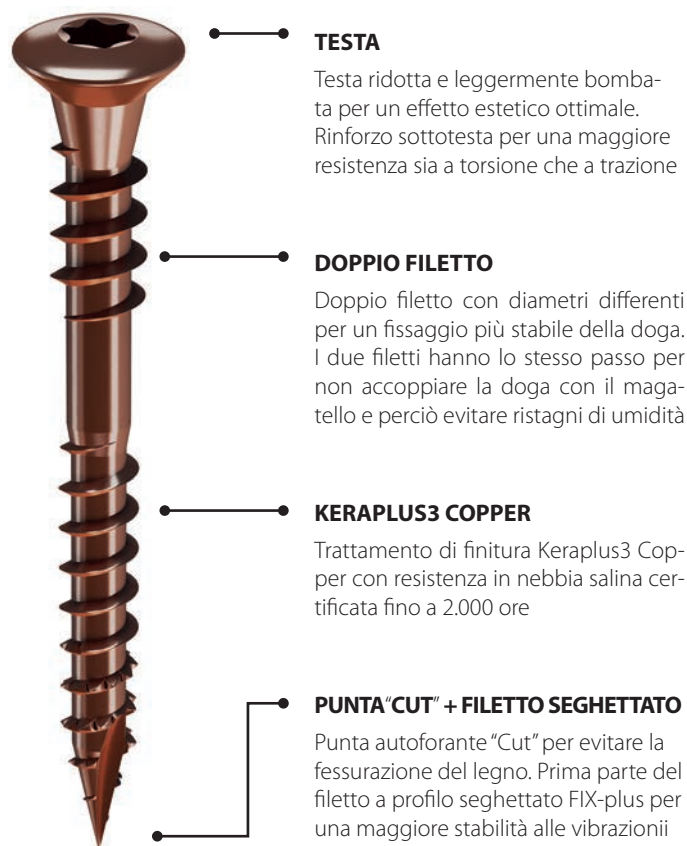 TESTA
Testa ridotta e leggermente bomba-
ta per un effetto estetico ottimale.
Rinforzo sottotesta per una maggiore
resistenza sia a torsione che a trazione
DOPPIO FILETTO
Doppio filetto con diametri differenti
per un fissaggio più stabile della doga.
I due filetti hanno lo stesso passo per
non accoppiare la doga con il maga-
tello e perciò evitare ristagni di umidità
KERAPLUS3 COPPER
Trattamento di finitura Keraplus3 Cop-
per con resistenza in nebbia salina cer-
tificata fino a 2.000 ore
PUNTA"CUT" + FILETTO SEGHETTATO
Punta autoforante “Cut” per evitare la
fessurazione del legno. Prima parte del
filetto a profilo seghettato FIX-plus per
una maggiore stabilità alle vibrazionii